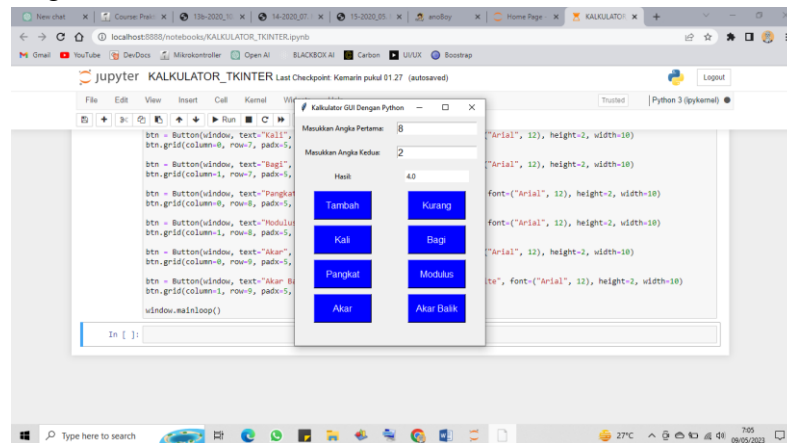 New chat
Course:
13b-2020_1
14-2020_07
15-2020_05
anoBoy
Home Page
KALKULATOR
localhost:8888/notebooks/KALKULATOR_TKINTER.ipynb
Gmail YouTube DevDocs Mikrokontroller Open AI BLACKBOX AI Carbon UI/UX Boostrap
jupyter KALKULATOR_TKINTER Last Checkpoint: Kemarin pukul 01.27 (autosaved)
Logout
File Edit View Insert Cell Kernel
Trusted Python 3 (ipykernel)
Run
Kalkulator GUI Dengan Python
Masukkan Angka Pertama: 8
Masukkan Angka Kedua: 2
Hasil: 4.0
Tambah Kurang
Kali Bagi
Pangkat Modulus
Akar Akar Balik
btn = Button(window, text="Kali", ("Arial", 12), height=2, width=10)
btn.grid(column=0, row=7, padx=5,
btn = Button(window, text="Bagi", ("Arial", 12), height=2, width=10)
btn.grid(column=1, row=7, padx=5,
btn = Button(window, text="Pangkat font=("Arial", 12), height=2, width=10)
btn.grid(column=0, row=8, padx=5,
btn = Button(window, text="Modulus font=("Arial", 12), height=2, width=10)
btn.grid(column=1, row=8, padx=5,
btn = Button(window, text="Akar", ("Arial", 12), height=2, width=10)
btn.grid(column=0, row=9, padx=5,
btn = Button(window, text="Akar Ba te", font=("Arial", 12), height=2, width=10)
btn.grid(column=1, row=9, padx=5,
window.mainloop()
In [ ]:
Type here to search
27°C
7:05
09/05/2023